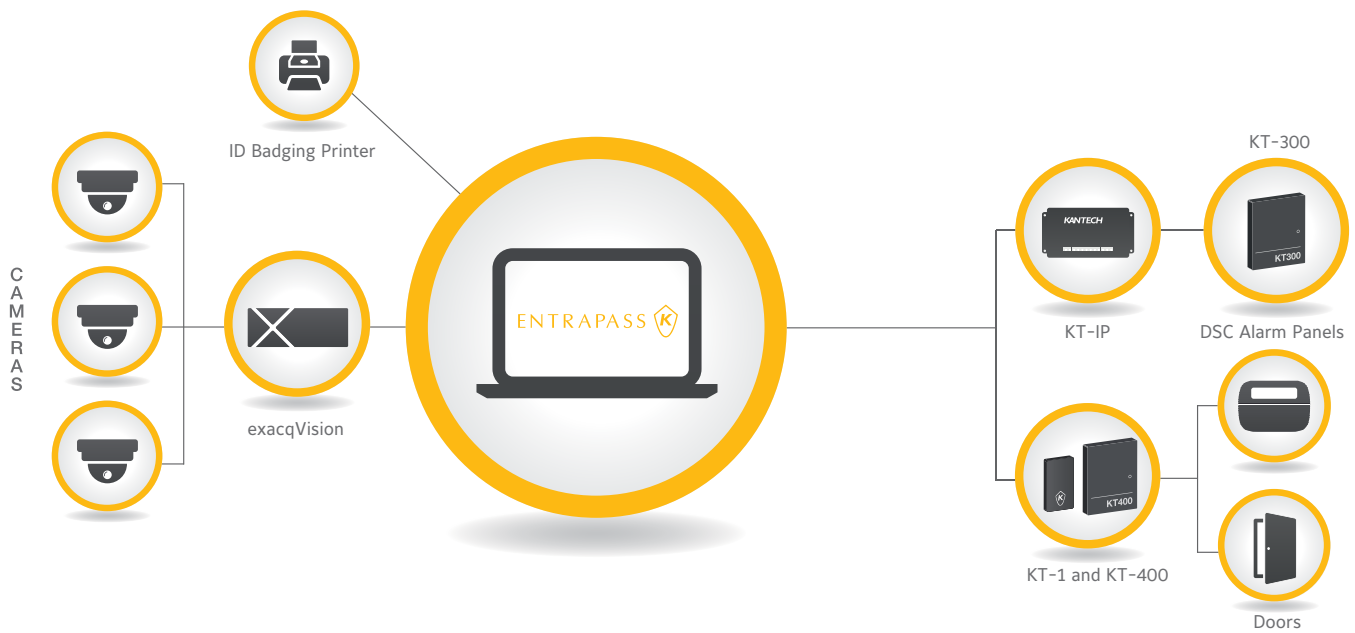 ID Badging Printer
CAMERAS
exacqVision
ENTRAPASS K
KANTECH
KT-IP
KT-300
KT300
DSC Alarm Panels
K
KT400
KT-1 and KT-400
Doors